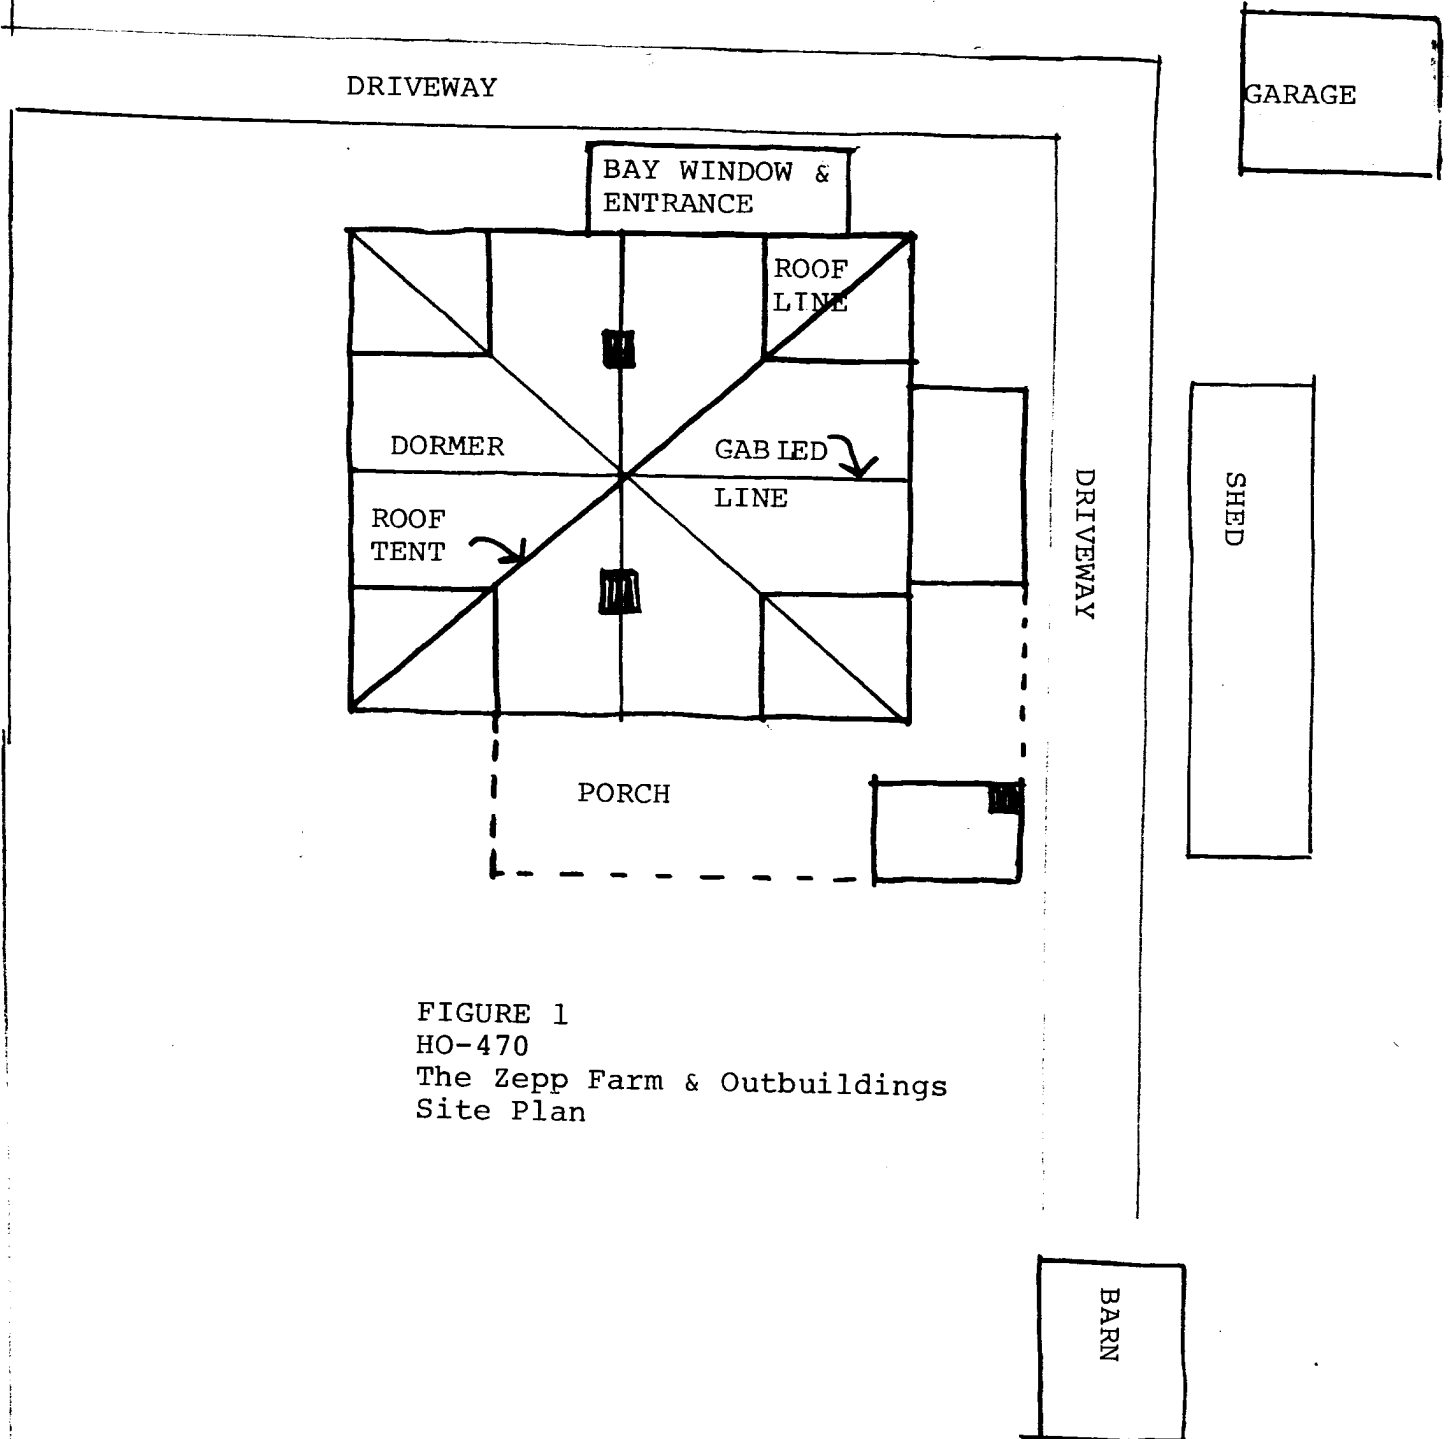 DRIVEWAY
GARAGE
BAY WINDOW &
ENTRANCE
ROOF
LINE
DORMER
GABIED
LINE
ROOF
TENT
DRIVEWAY
SHED
PORCH
FIGURE 1
HO-470
The Zepp Farm & Outbuildings
Site Plan
BARN